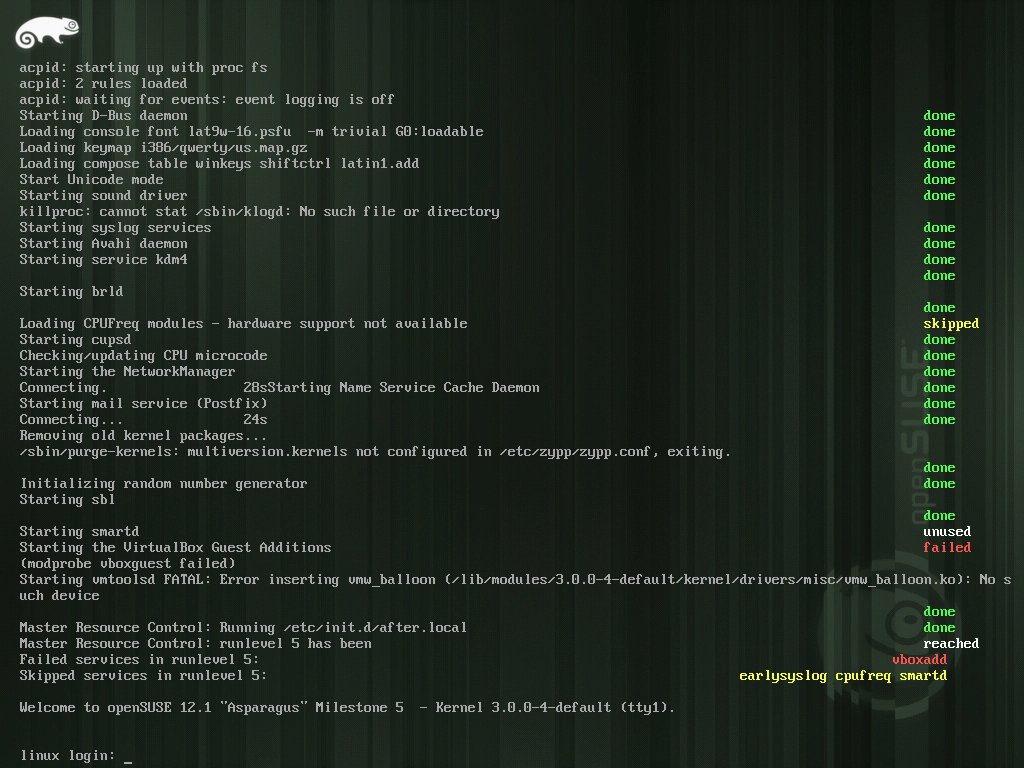 acpid: starting up with proc fs
acpid: 2 rules loaded
acpid: waiting for events: event logging is off
Starting D-Bus daemon done
Loading console font lat9w-16.psfu  -m trivial G0:loadable done
Loading keymap i386/qwerty/us.map.gz done
Loading compose table winkeys shiftctrl latin1.add done
Start Unicode mode done
Starting sound driver done
killproc: cannot stat /sbin/klogd: No such file or directory
Starting syslog services done
Starting Avahi daemon done
Starting service kdm4 done
done
Starting brld
done
Loading CPUFreq modules - hardware support not available skipped
Starting cupsd done
Checking/updating CPU microcode done
Starting the NetworkManager done
Connecting.                 28sStarting Name Service Cache Daemon done
Starting mail service (Postfix) done
Connecting...               24s done
Removing old kernel packages...
/sbin/purge-kernels: multiversion.kernels not configured in /etc/zypp/zypp.conf, exiting.
done
Initializing random number generator done
Starting sbl
done
Starting smartd unused
Starting the VirtualBox Guest Additions failed
(modprobe vboxguest failed)
Starting vmtoolsd FATAL: Error inserting vmw_balloon (/lib/modules/3.0.0-4-default/kernel/drivers/misc/vmw_balloon.ko): No s
uch device
done
Master Resource Control: Running /etc/init.d/after.local done
Master Resource Control: runlevel 5 has been reached
Failed services in runlevel 5: vboxadd
Skipped services in runlevel 5: earlysyslog cpufreq smartd
Welcome to openSUSE 12.1 "Asparagus" Milestone 5  - Kernel 3.0.0-4-default (tty1).
linux login: _
openSUSE